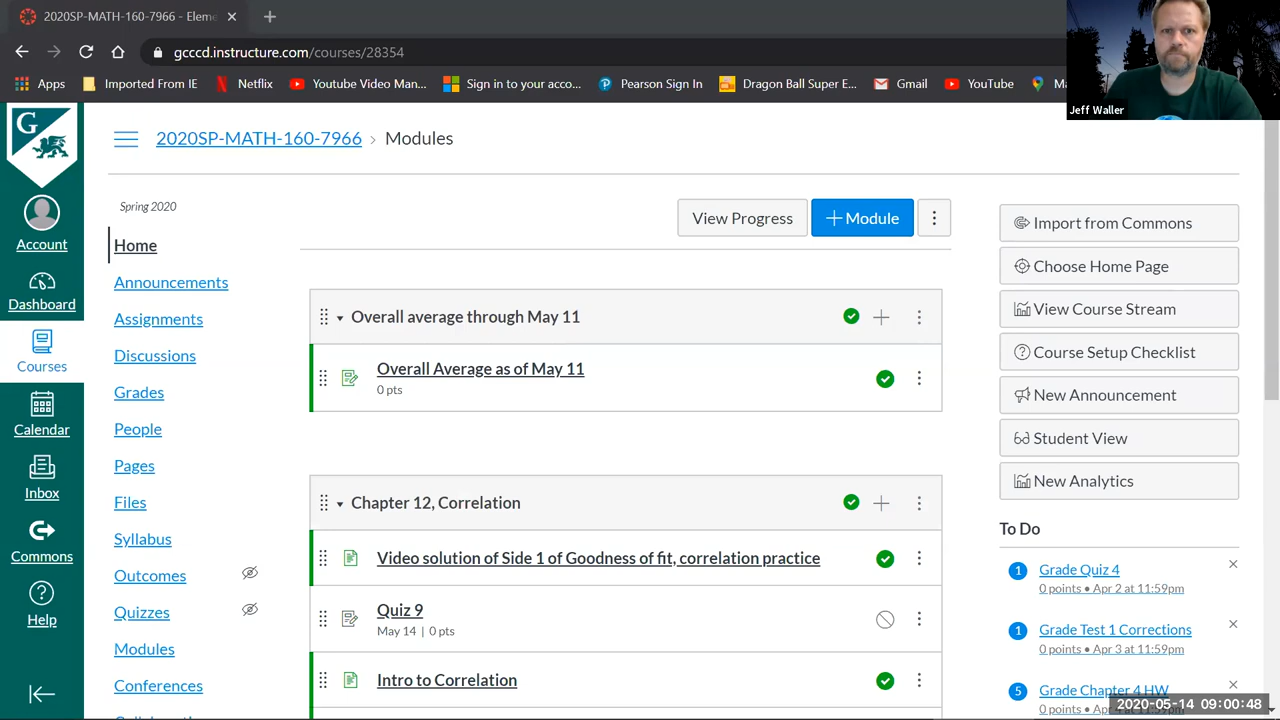 2020SP-MATH-160-7966 - Eleme
gcccd.instructure.com/courses/28354
Apps
Imported From IE
Netflix
Youtube Video Man...
Sign in to your acco...
Pearson Sign In
Dragon Ball Super E...
Gmail
YouTube
Ma
Jeff Waller
G
Account
Dashboard
Courses
Calendar
Inbox
Commons
Help
2020SP-MATH-160-7966 › Modules
Spring 2020
Home
Announcements
Assignments
Discussions
Grades
People
Pages
Files
Syllabus
Outcomes
Quizzes
Modules
Conferences
View Progress
+ Module
Overall average through May 11
Overall Average as of May 11
0 pts
Chapter 12, Correlation
Video solution of Side 1 of Goodness of fit, correlation practice
Quiz 9
May 14 | 0 pts
Intro to Correlation
Import from Commons
Choose Home Page
View Course Stream
Course Setup Checklist
New Announcement
Student View
New Analytics
To Do
1 Grade Quiz 4
0 points • Apr 2 at 11:59pm
1 Grade Test 1 Corrections
0 points • Apr 3 at 11:59pm
5 Grade Chapter 4 HW
0 points • Apr
2020-05-14 09:00:48